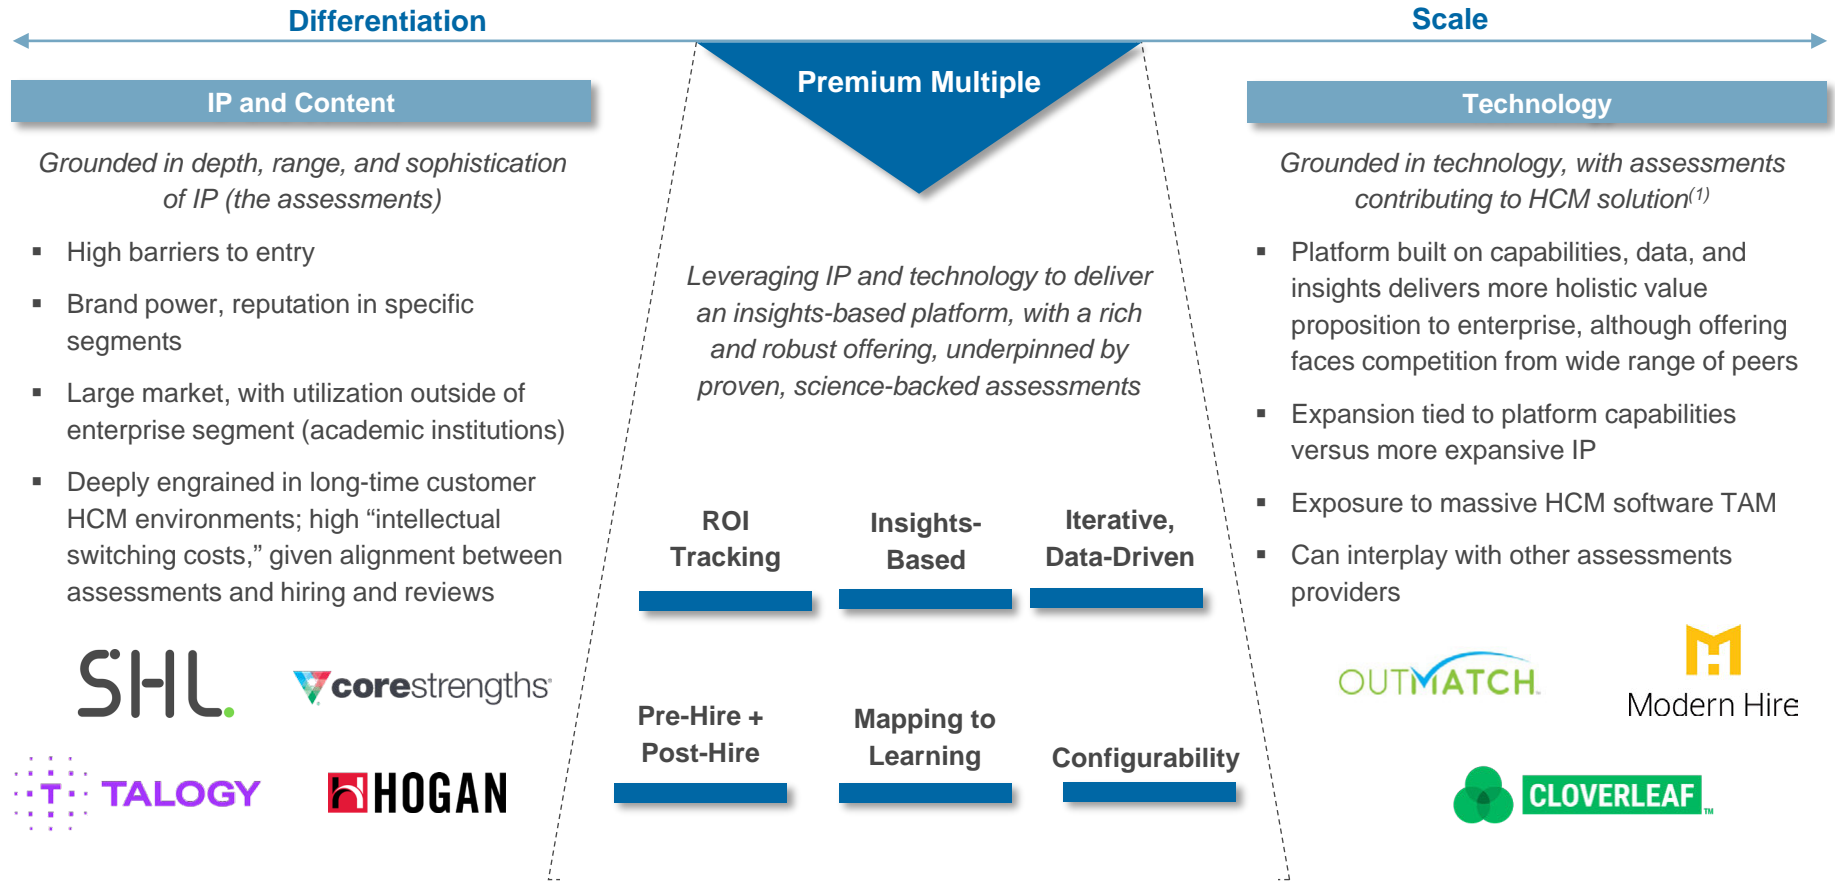 Differentiation
Scale
Premium Multiple
IP and Content
Grounded in depth, range, and sophistication
of IP (the assessments)
▪ High barriers to entry
▪ Brand power, reputation in specific
segments
▪ Large market, with utilization outside of
enterprise segment (academic institutions)
▪ Deeply engrained in long-time customer
HCM environments; high “intellectual
switching costs,” given alignment between
assessments and hiring and reviews
SHL.
corestrengths
T TALOGY
H HOGAN
Leveraging IP and technology to deliver
an insights-based platform, with a rich
and robust offering, underpinned by
proven, science-backed assessments
ROI
Tracking
Insights-
Based
Iterative,
Data-Driven
Pre-Hire +
Post-Hire
Mapping to
Learning
Configurability
Technology
Grounded in technology, with assessments
contributing to HCM solution(1)
▪ Platform built on capabilities, data, and
insights delivers more holistic value
proposition to enterprise, although offering
faces competition from wide range of peers
▪ Expansion tied to platform capabilities
versus more expansive IP
▪ Exposure to massive HCM software TAM
▪ Can interplay with other assessments
providers
OUTMATCH
Modern Hire
CLOVERLEAF™